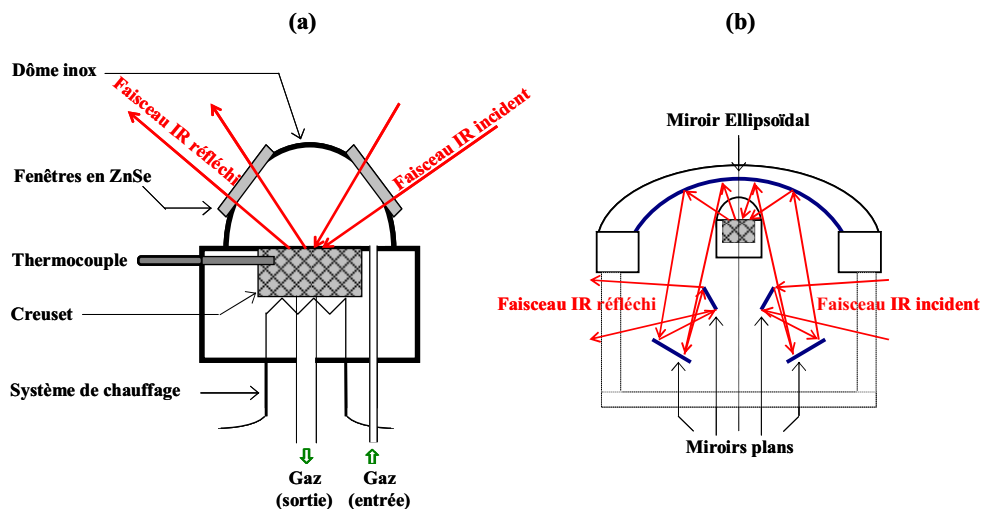 (a)
Dôme inox
Faisceau IR réfléchi
Faisceau IR incident
Fenêtres en ZnSe
Thermocouple
Creuset
Système de chauffage
Gaz
(sortie)
Gaz
(entrée)
(b)
Miroir Ellipsoïdal
Faisceau IR réfléchi
Faisceau IR incident
Miroirs plans